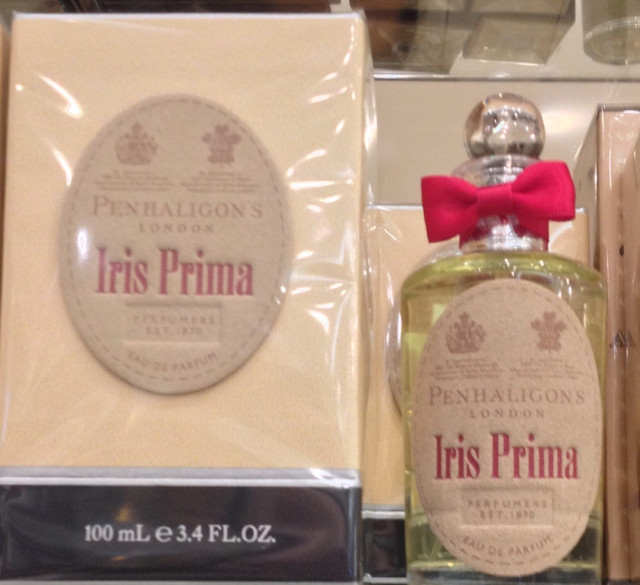 PENHALIGON'S
LONDON
Iris Prima
PERFUMERS
EST. 1870
EAU DE PARFUM
100 mL e 3.4 FL.OZ.
PENHALIGON'S
LONDON
Iris Prima
PERFUMERS
EST. 1870
EAU DE PARFUM